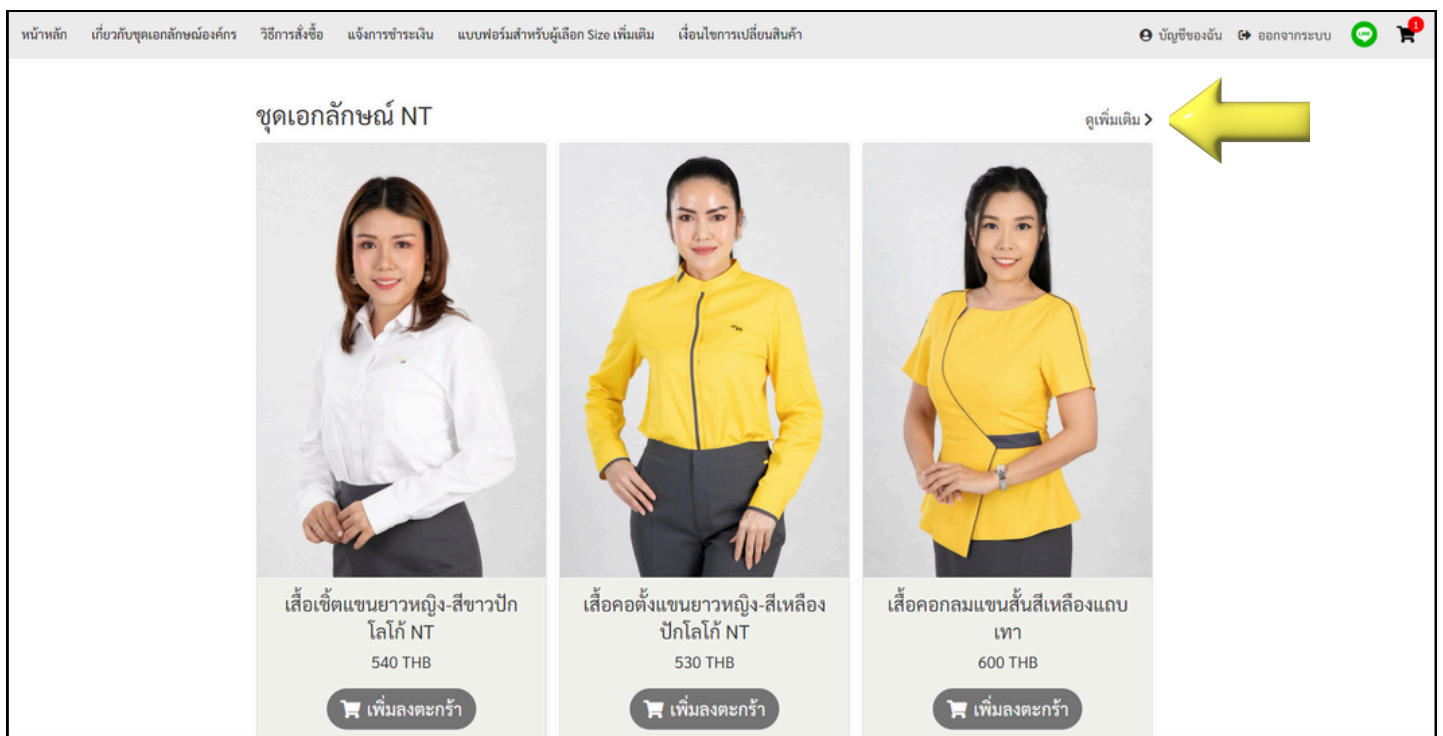 หน้าหลัก เกี่ยวกับชุดเอกลักษณ์องค์กร วิธีการสั่งซื้อ แจ้งการชำระเงิน แบบฟอร์มสำหรับผู้เลือก Size เพิ่มเติม เงื่อนไขการเปลี่ยนสินค้า บัญชีของฉัน ออกจากระบบ LINE 1
ชุดเอกลักษณ์ NT ดูเพิ่มเติม
เสื้อเชิ้ตแขนยาวหญิง-สีขาวปัก
โลโก้ NT
540 THB
เพิ่มลงตะกร้า
เสื้อคอตั้งแขนยาวหญิง-สีเหลือง
ปักโลโก้ NT
530 THB
เพิ่มลงตะกร้า
เสื้อคอกลมแขนสั้นสีเหลืองแถบ
เทา
600 THB
เพิ่มลงตะกร้า